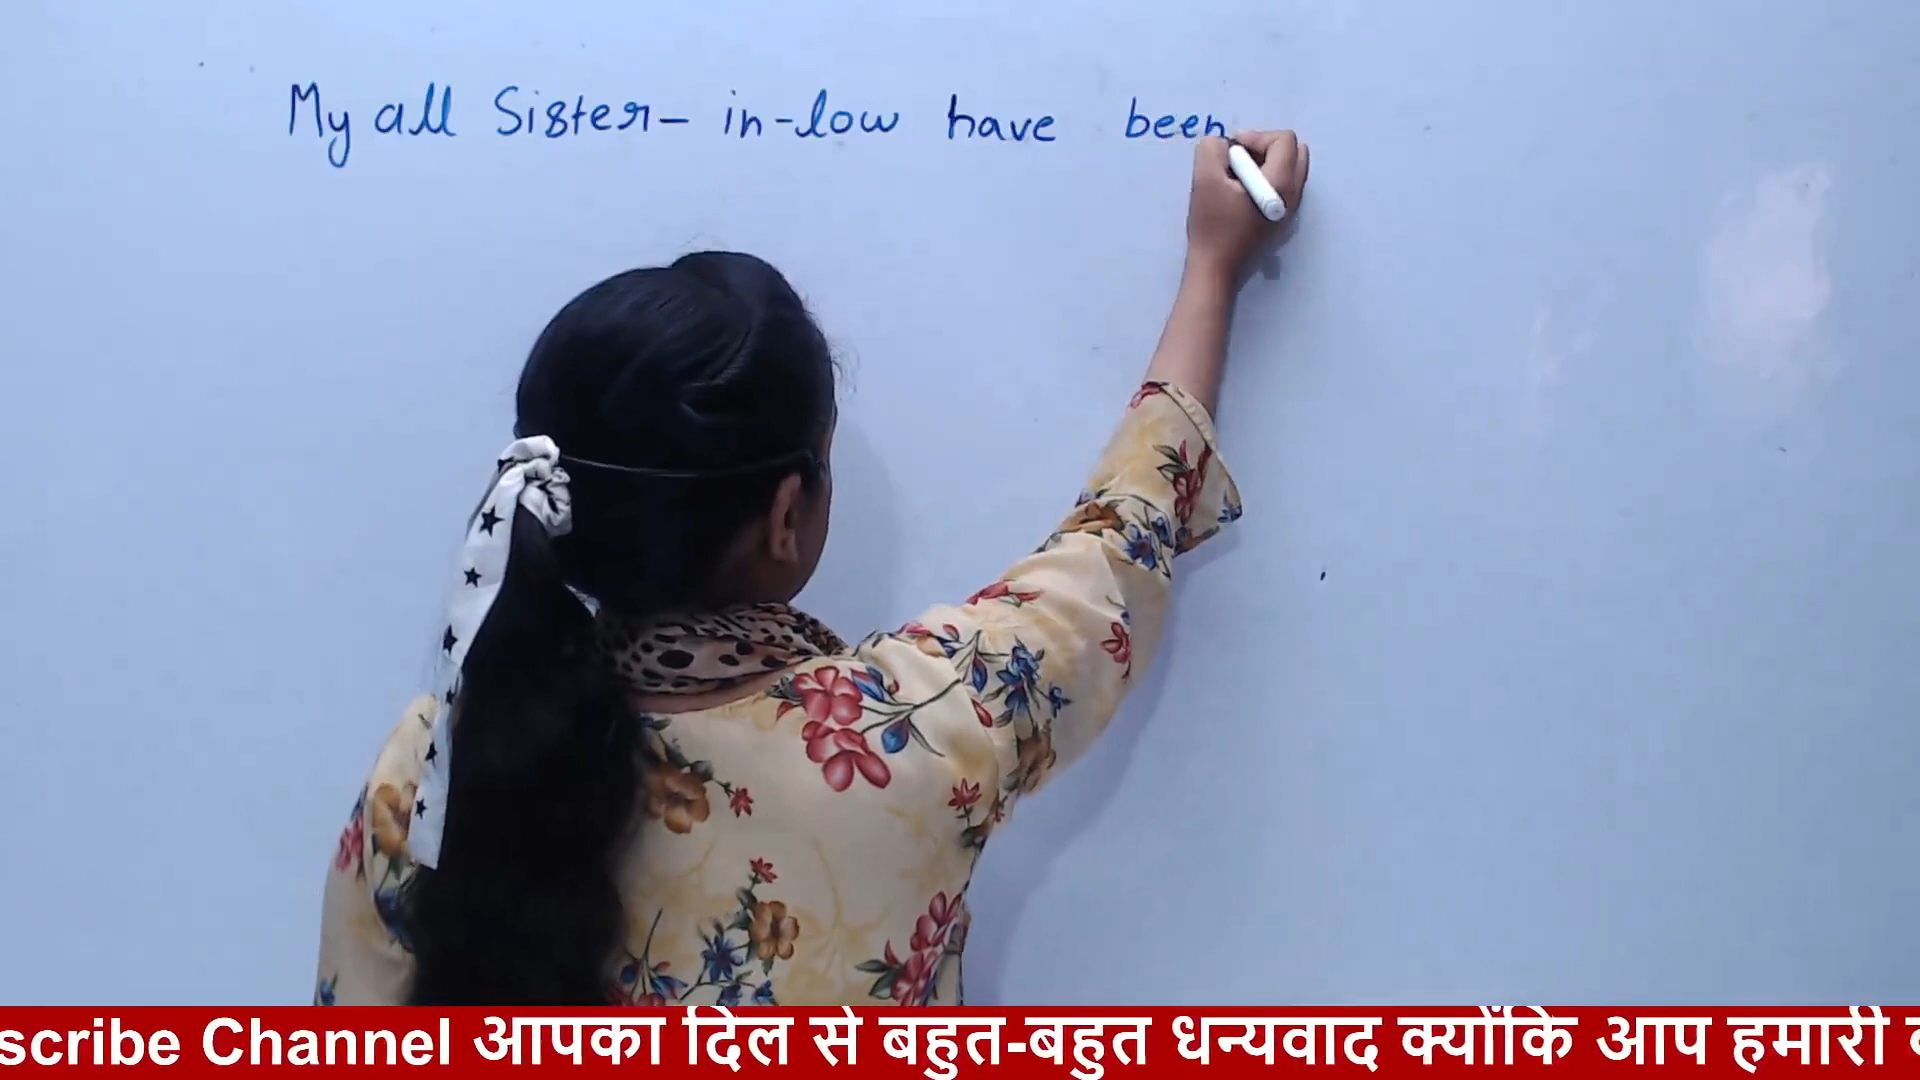 My all Sister-in-low have been
scribe Channel आपका दिल से बहुत-बहुत धन्यवाद क्योंकि आप हमारी